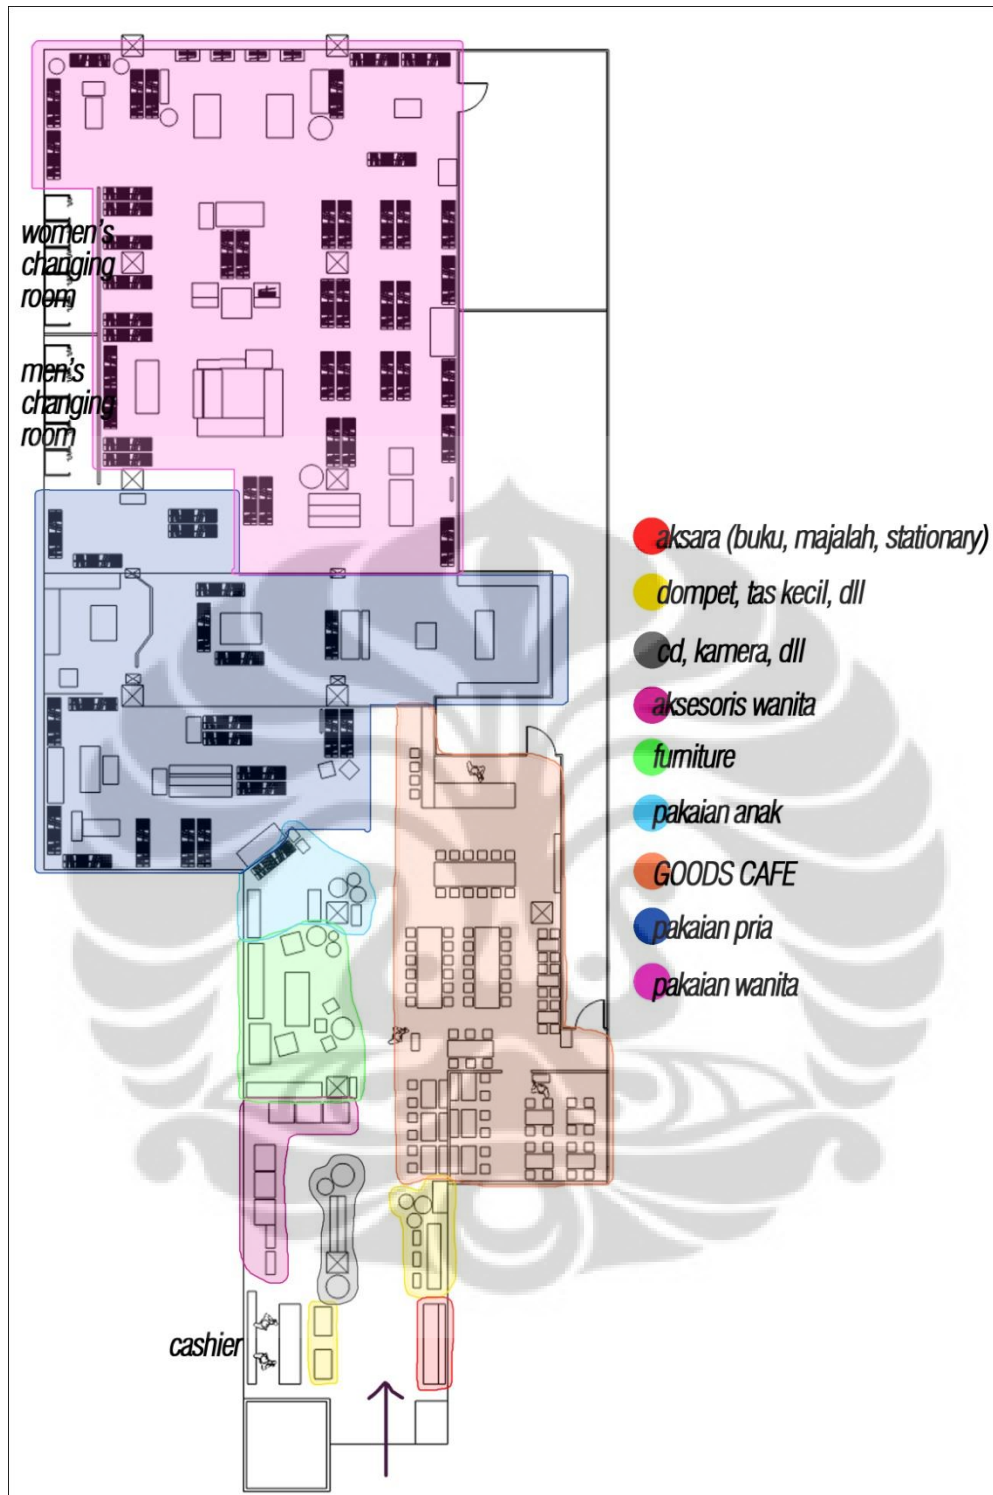 women's
changing
room
men's
changing
room
aksara (buku, majalah, stationary)
dompet, tas kecil, dll
cd, kamera, dll
aksesoris wanita
furniture
pakaian anak
GOODS CAFE
pakaian pria
pakaian wanita
cashier